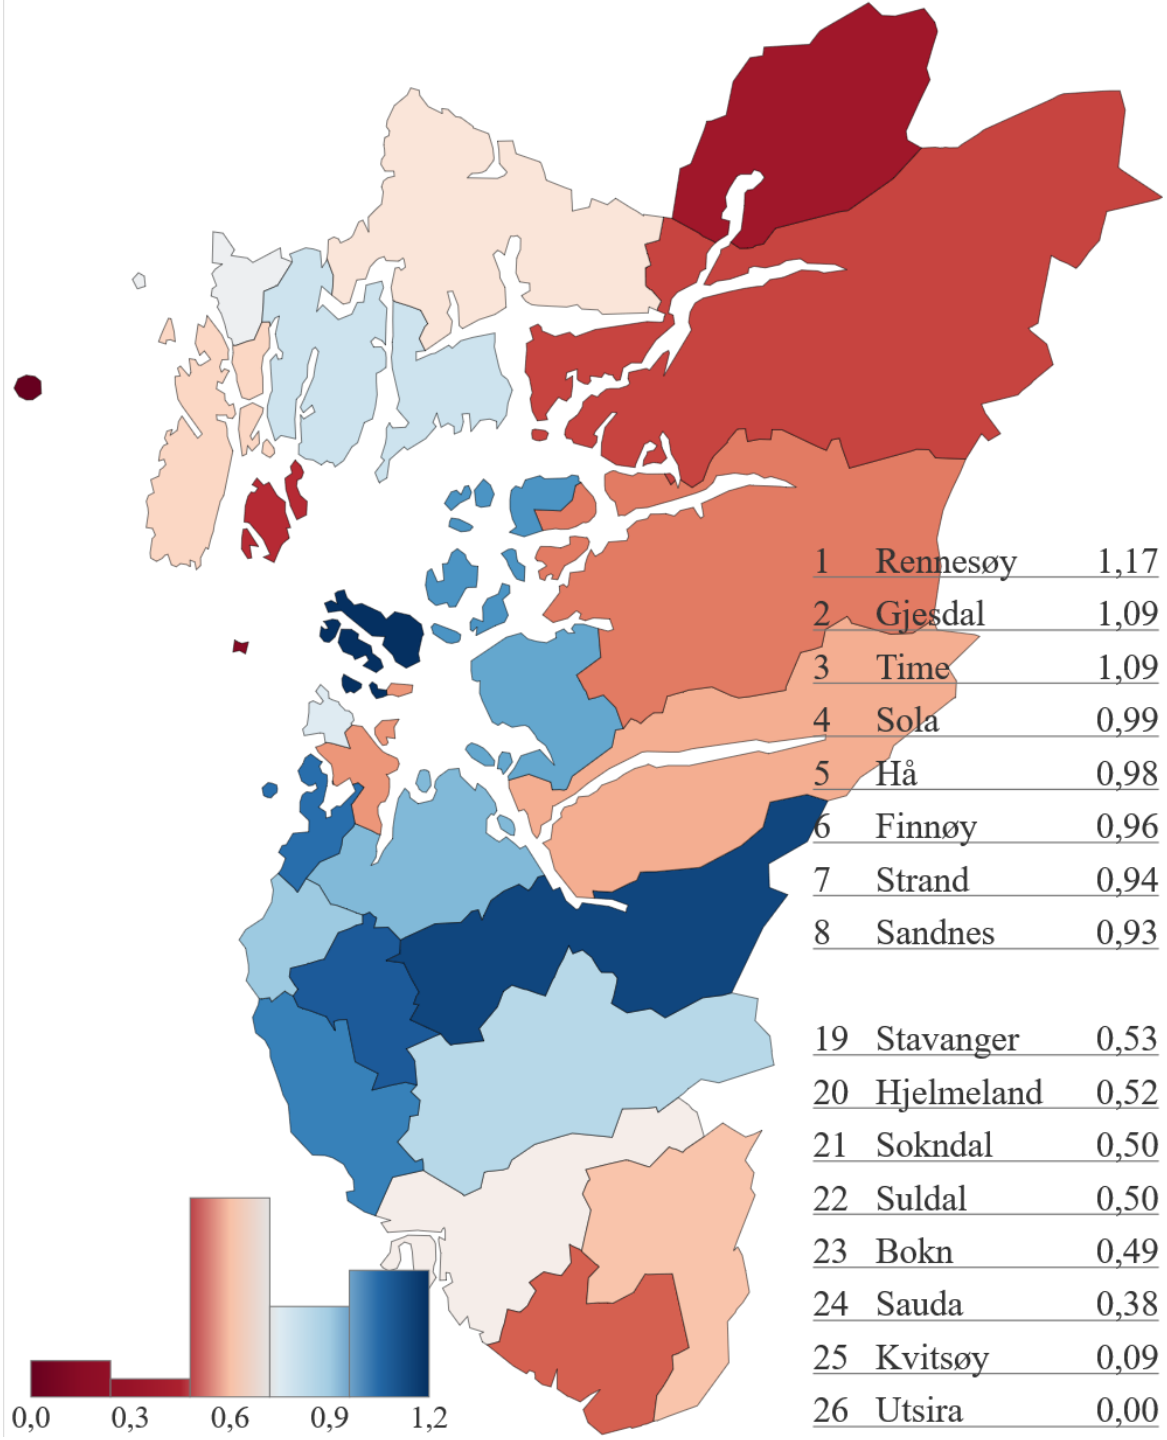 1 Rennesøy 1,17
2 Gjesdal 1,09
3 Time 1,09
4 Sola 0,99
5 Hå 0,98
6 Finnøy 0,96
7 Strand 0,94
8 Sandnes 0,93
19 Stavanger 0,53
20 Hjelmeland 0,52
21 Sokndal 0,50
22 Suldal 0,50
23 Bokn 0,49
24 Sauda 0,38
25 Kvitsøy 0,09
26 Utsira 0,00
0,0 0,3 0,6 0,9 1,2